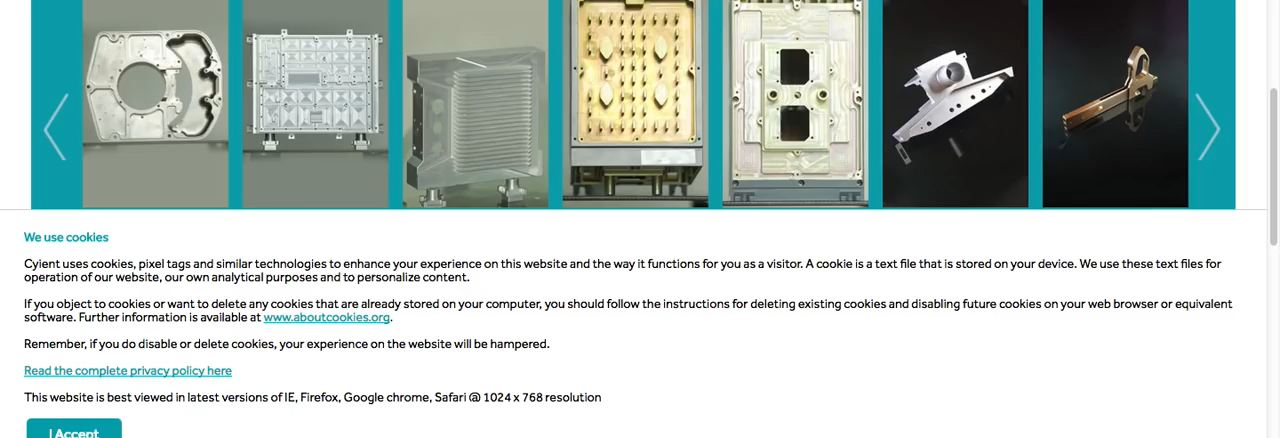 We use cookies
Cyient uses cookies, pixel tags and similar technologies to enhance your experience on this website and the way it functions for you as a visitor. A cookie is a text file that is stored on your device. We use these text files for
operation of our website, our own analytical purposes and to personalize content.
If you object to cookies or want to delete any cookies that are already stored on your computer, you should follow the instructions for deleting existing cookies and disabling future cookies on your web browser or equivalent
software. Further information is available at www.aboutcookies.org.
Remember, if you do disable or delete cookies, your experience on the website will be hampered.
Read the complete privacy policy here
This website is best viewed in latest versions of IE, Firefox, Google chrome, Safari @ 1024 x 768 resolution
I Accept